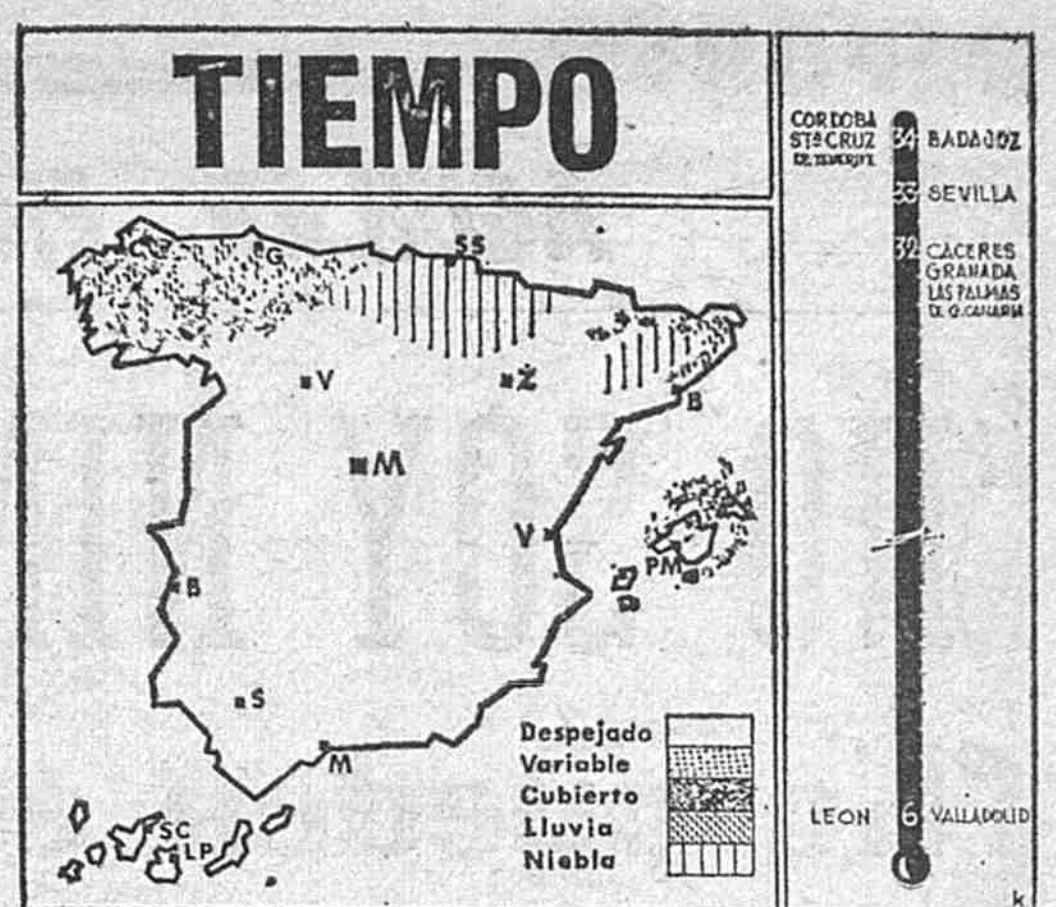 TIEMPO
C
G
SS
V
Z
B
M
V
PM
B
S
M
SC
LP
Despejado
Variable
Cubierto
Lluvia
Niebla
CORDOBA
STª CRUZ
DE TENERIFE
34
BADAJOZ
33
SEVILLA
32
CACERES
GRANADA
LAS PALMAS
DE G. CANARIA
LEON
6
VALLADOLID
k